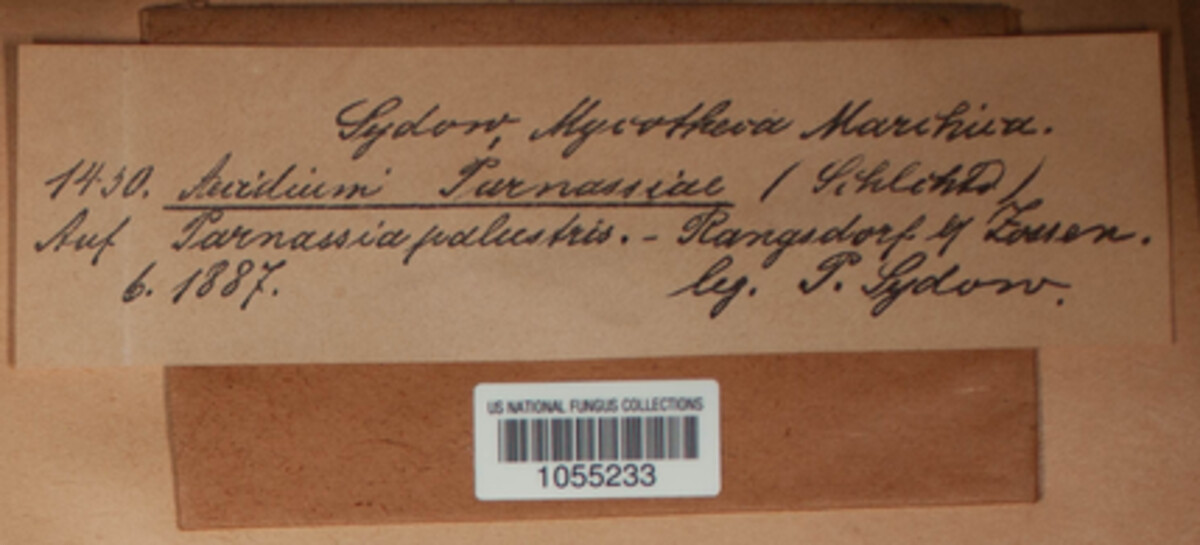 Sydow, Mycotheca Marchica.
1430. Aecidium Parnassiae (Schlchtd)
Auf Parnassia palustris. - Rangsdorf b/ Zossen.
6. 1887. leg. P. Sydow.
US NATIONAL FUNGUS COLLECTIONS
1055233